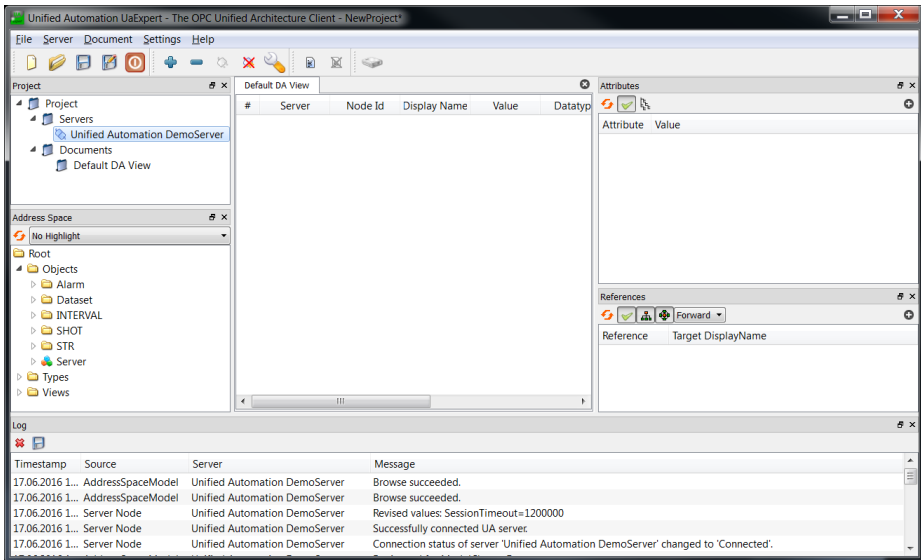 Unified Automation UaExpert - The OPC Unified Architecture Client - NewProject*
File Server Document Settings Help
Project
Project
Servers
Unified Automation DemoServer
Documents
Default DA View
Address Space
No Highlight
Root
Objects
Alarm
Dataset
INTERVAL
SHOT
STR
Server
Types
Views
Default DA View
# Server Node Id Display Name Value Datatyp
Attributes
Attribute Value
References
Forward
Reference Target DisplayName
Log
Timestamp Source Server Message
17.06.2016 1... AddressSpaceModel Unified Automation DemoServer Browse succeeded.
17.06.2016 1... AddressSpaceModel Unified Automation DemoServer Browse succeeded.
17.06.2016 1... Server Node Unified Automation DemoServer Revised values: SessionTimeout=1200000
17.06.2016 1... Server Node Unified Automation DemoServer Successfully connected UA server.
17.06.2016 1... Server Node Unified Automation DemoServer Connection status of server 'Unified Automation DemoServer' changed to 'Connected'.